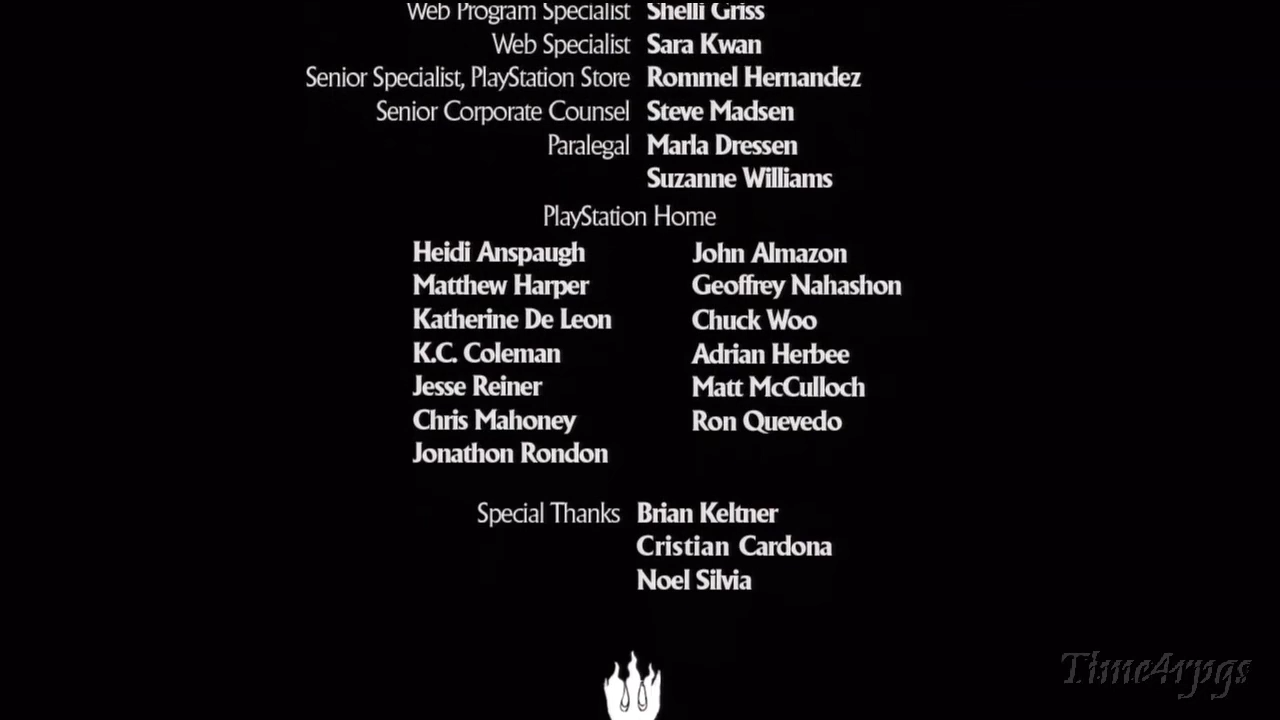 Web Program Specialist Shelli Griss
Web Specialist Sara Kwan
Senior Specialist, PlayStation Store Rommel Hernandez
Senior Corporate Counsel Steve Madsen
Paralegal Marla Dressen
Suzanne Williams
PlayStation Home
Heidi Anspaugh John Almazon
Matthew Harper Geoffrey Nahashon
Katherine De Leon Chuck Woo
K.C. Coleman Adrian Herbee
Jesse Reiner Matt McCulloch
Chris Mahoney Ron Quevedo
Jonathon Rondon
Special Thanks Brian Keltner
Cristian Cardona
Noel Silvia
Time4rpgs